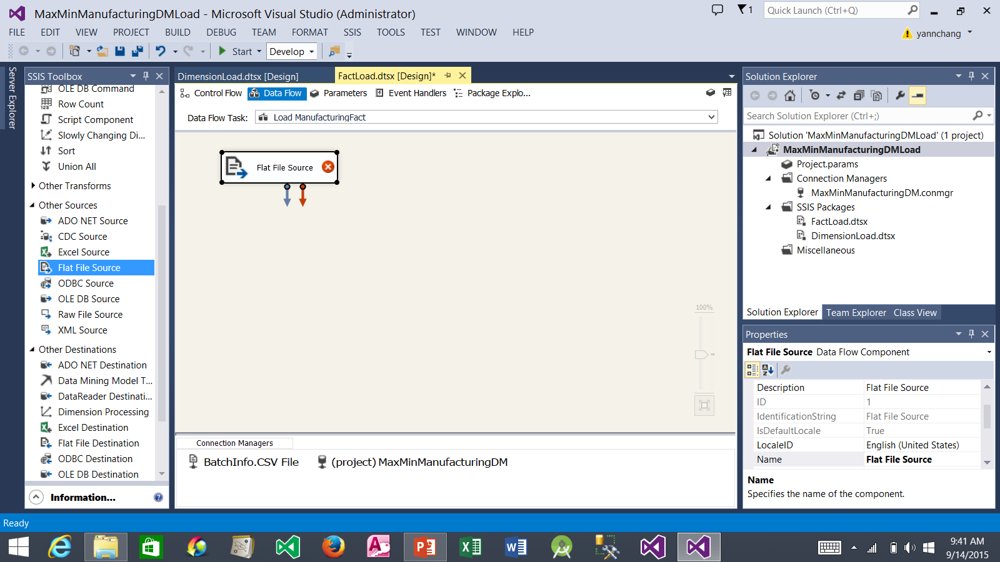 MaxMinManufacturingDMLoad - Microsoft Visual Studio (Administrator)
1
Quick Launch (Ctrl+Q)
FILE EDIT VIEW PROJECT BUILD DEBUG TEAM FORMAT SSIS TOOLS TEST WINDOW HELP
yannchang
Start
Develop
Server Explorer
SSIS Toolbox
OLE DB Command
Row Count
Script Component
Slowly Changing Di...
Sort
Union All
Other Transforms
Other Sources
ADO NET Source
CDC Source
Excel Source
Flat File Source
ODBC Source
OLE DB Source
Raw File Source
XML Source
Other Destinations
ADO NET Destination
Data Mining Model T...
DataReader Destinati...
Dimension Processing
Excel Destination
Flat File Destination
ODBC Destination
OLE DB Destination
Information...
DimensionLoad.dtsx [Design]
FactLoad.dtsx [Design]*
Control Flow
Data Flow
Parameters
Event Handlers
Package Explo...
Data Flow Task:
Load ManufacturingFact
Flat File Source
100%
Connection Managers
BatchInfo.CSV File
(project) MaxMinManufacturingDM
Solution Explorer
Search Solution Explorer (Ctrl+;)
Solution 'MaxMinManufacturingDMLoad' (1 project)
MaxMinManufacturingDMLoad
Project.params
Connection Managers
MaxMinManufacturingDM.conmgr
SSIS Packages
FactLoad.dtsx
DimensionLoad.dtsx
Miscellaneous
Solution Explorer
Team Explorer
Class View
Properties
Flat File Source Data Flow Component
Description Flat File Source
ID 1
IdentificationString Flat File Source
IsDefaultLocale True
LocaleID English (United States)
Name Flat File Source
Name
Specifies the name of the component.
Ready
9:41 AM
9/14/2015